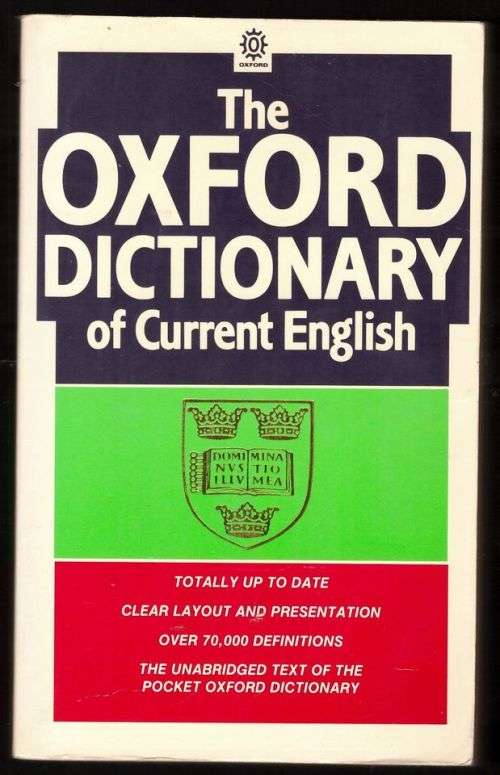 OXFORD
The
OXFORD
DICTIONARY
of Current English
DOMI MINA
NVS TIO
ILLV MEA
TOTALLY UP TO DATE
CLEAR LAYOUT AND PRESENTATION
OVER 70,000 DEFINITIONS
THE UNABRIDGED TEXT OF THE
POCKET OXFORD DICTIONARY